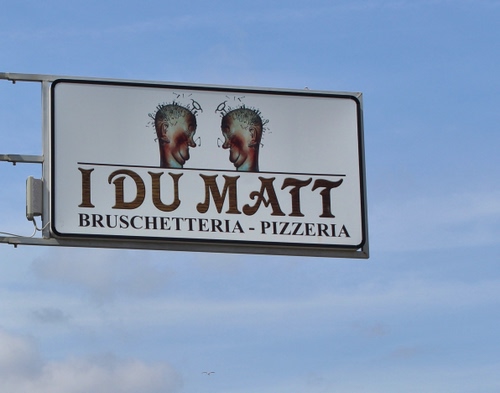 I DU MATT
BRUSCHETTERIA - PIZZERIA